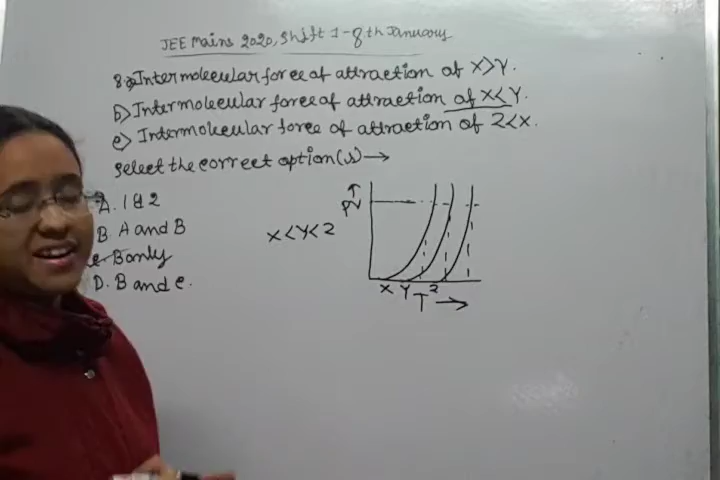 JEE Mains 2020, Shift 1-8th January
8 a) Intermolecular force of attraction of X>Y.
b) Intermolecular force of attraction of X<Y.
c) Intermolecular force of attraction of Z<X.
Select the correct option(s) →
A. 1 & 2
B. A and B
C. B only
D. B and C.
X<Y<Z
PV ↑
X Y Z
T →